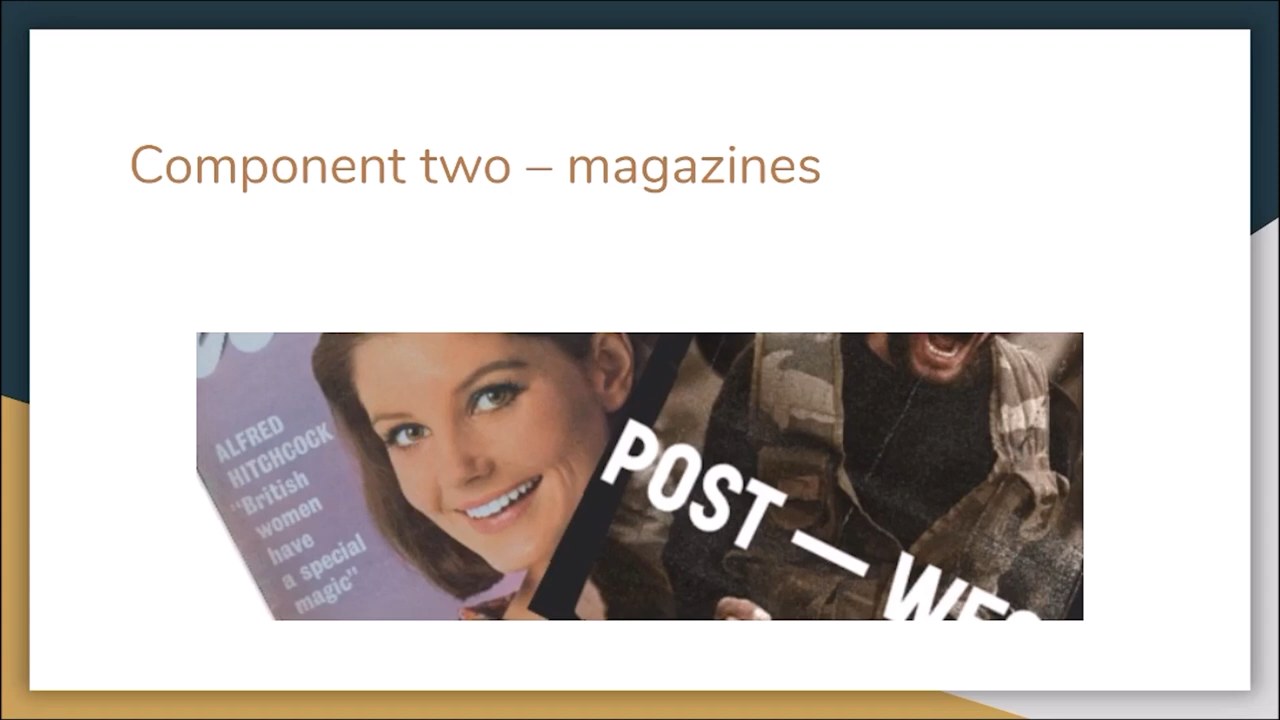 Component two – magazines
ALFRED
HITCHCOCK
“British
women
have
a special
magic”
POST —